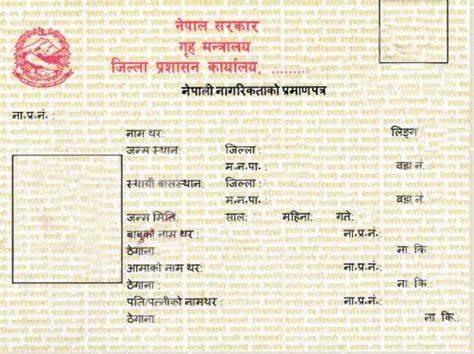 नेपाल सरकार
गृह मन्त्रालय
जिल्ला प्रशासन कार्यालय, .........
नेपाली नागरिकताको प्रमाणपत्र
ना.प्र.नं. :
नाम थर: लिङ्ग
जन्म स्थान: जिल्ला :
म.न.पा. : वडा नं.
स्थायी बासस्थान: जिल्ला :
म.न.पा. : वडा नं:
जन्म मिति: साल: महिना: गते:
बाबुको नाम थर : ना.प्र.नं:
ठेगाना: ना. कि.
आमाको नाम थर : ना.प्र.नं:
ठेगाना : ना. कि:
पति/पत्नीको नामथर : ना.प्र.नं:
ठेगाना : ना. कि.